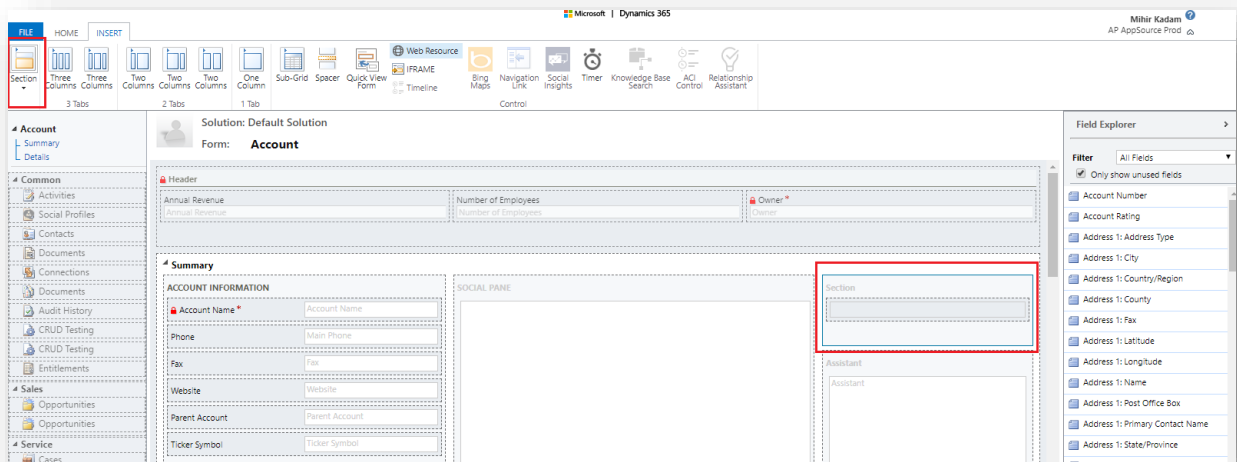 Microsoft | Dynamics 365
Mihir Kadam
AP AppSource Prod
FILE HOME INSERT
Section
Three Columns
Three Columns
Two Columns
Two Columns
Two Columns
One Column
Sub-Grid
Spacer
Quick View Form
Web Resource
IFRAME
Timeline
Bing Maps
Navigation Link
Social Insights
Timer
Knowledge Base Search
ACI Control
Relationship Assistant
3 Tabs
2 Tabs
1 Tab
Control
Account
Summary
Details
Common
Activities
Social Profiles
Contacts
Documents
Connections
Documents
Audit History
CRUD Testing
CRUD Testing
Entitlements
Sales
Opportunities
Opportunities
Service
Cases
Solution: Default Solution
Form: Account
Header
Annual Revenue
Annual Revenue
Number of Employees
Number of Employees
Owner *
Owner
Summary
ACCOUNT INFORMATION
Account Name * Account Name
Phone Main Phone
Fax Fax
Website Website
Parent Account Parent Account
Ticker Symbol Ticker Symbol
SOCIAL PANE
Section
Assistant
Assistant
Field Explorer >
Filter All Fields
Only show unused fields
Account Number
Account Rating
Address 1: Address Type
Address 1: City
Address 1: Country/Region
Address 1: County
Address 1: Fax
Address 1: Latitude
Address 1: Longitude
Address 1: Name
Address 1: Post Office Box
Address 1: Primary Contact Name
Address 1: State/Province